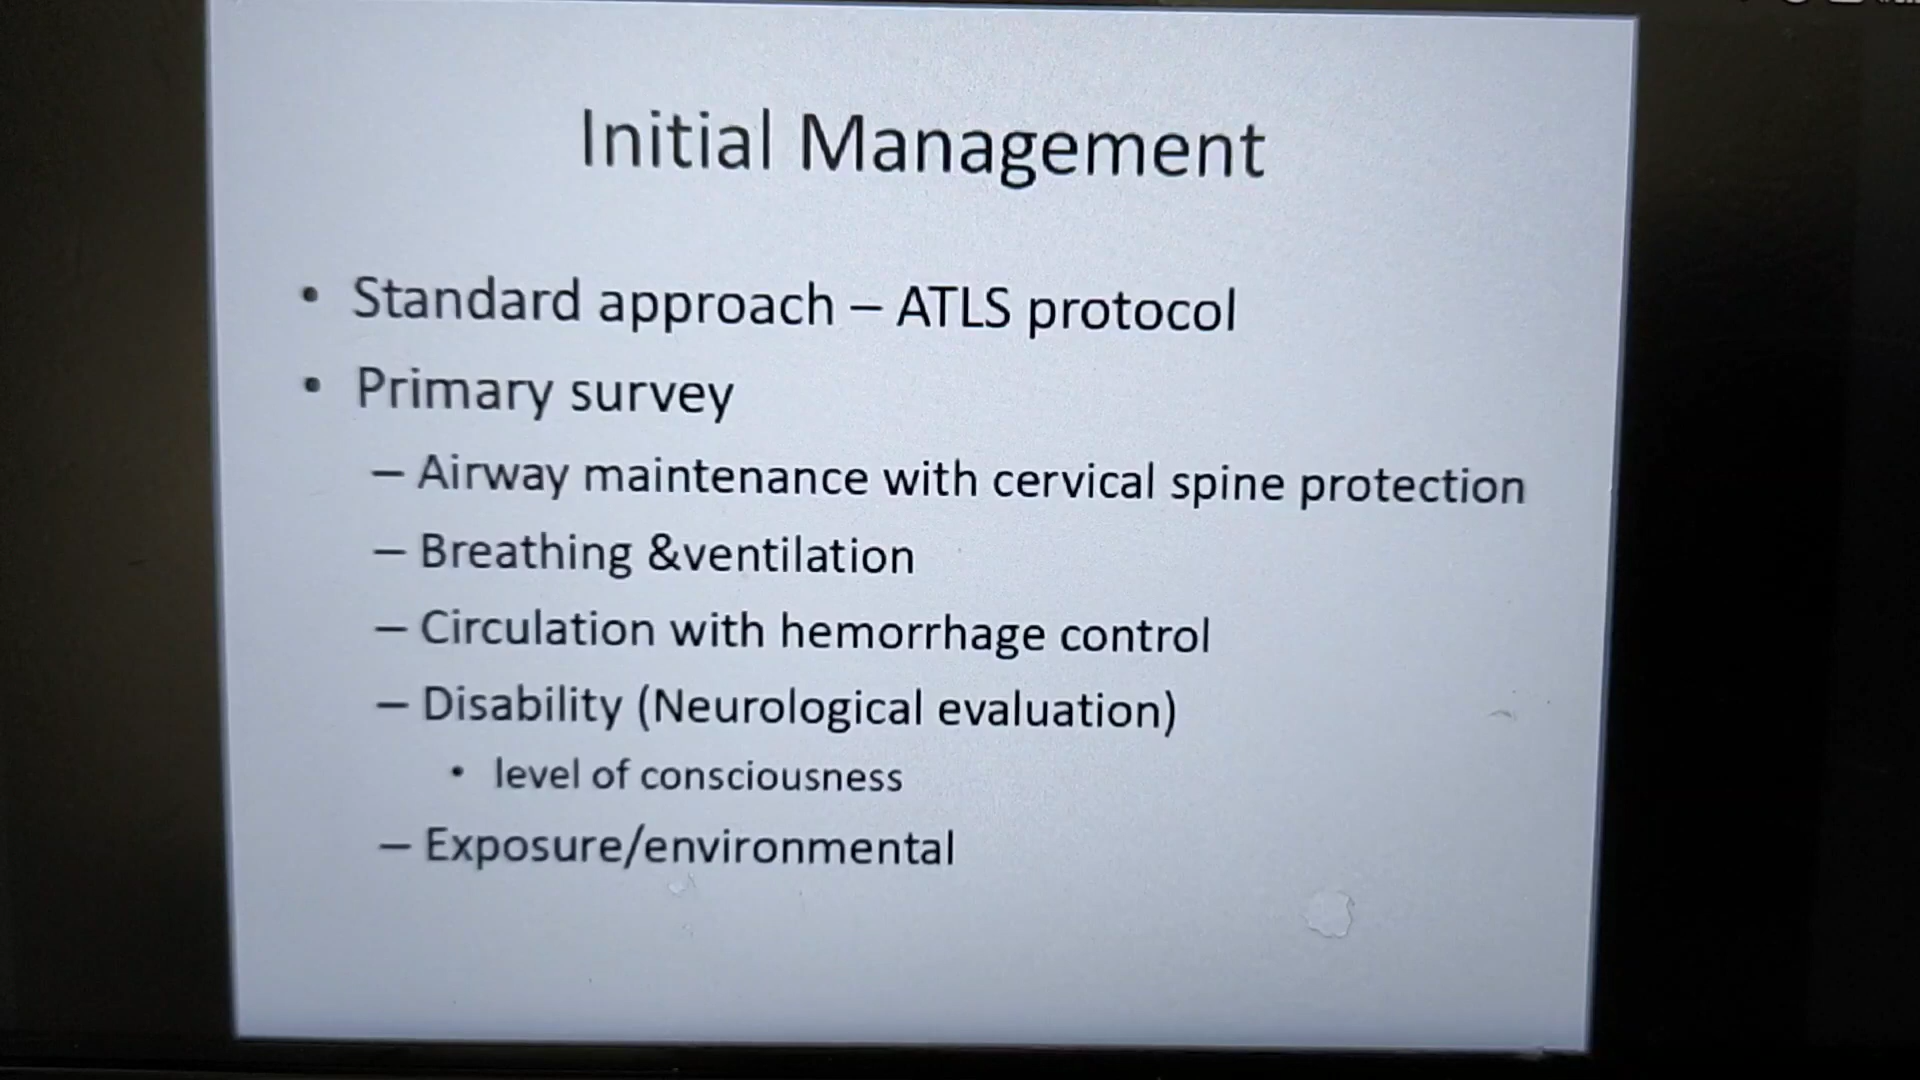 Initial Management
• Standard approach – ATLS protocol
• Primary survey
– Airway maintenance with cervical spine protection
– Breathing &ventilation
– Circulation with hemorrhage control
– Disability (Neurological evaluation)
• level of consciousness
– Exposure/environmental